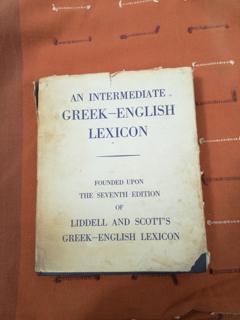 AN INTERMEDIATE
GREEK–ENGLISH
LEXICON
FOUNDED UPON
THE SEVENTH EDITION
OF
LIDDELL AND SCOTT'S
GREEK–ENGLISH LEXICON